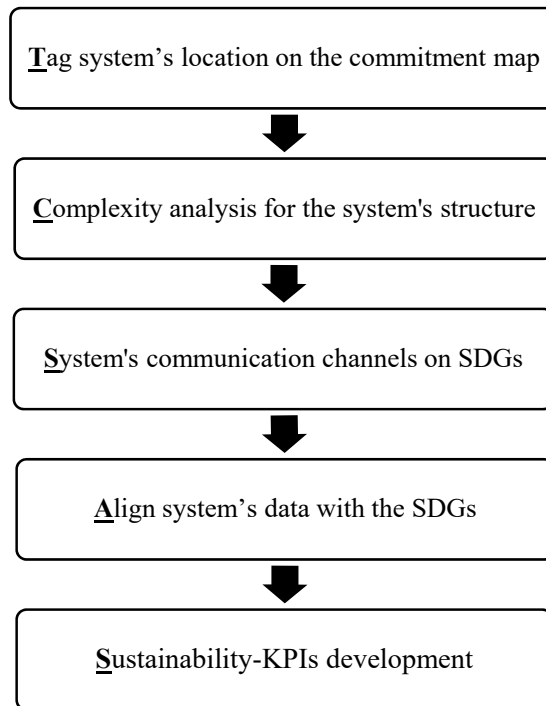 Tag system’s location on the commitment map
Complexity analysis for the system's structure
System's communication channels on SDGs
Align system’s data with the SDGs
Sustainability-KPIs development